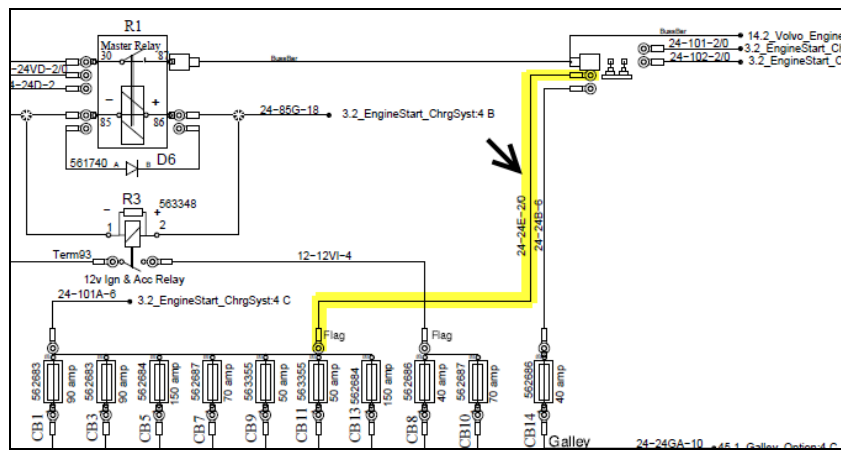 R1
Master Relay
30
87
BussBar
BussBar
14.2_Volvo_Engine
24-101-2/0
3.2_EngineStart_Ch
24-102-2/0
3.2_EngineStart_C
-24VD-2/0
4-24D-2
−
+
85
86
24-85G-18
3.2_EngineStart_ChrgSyst:4 B
561740
A
B
D6
R3
−
+
563348
1
2
24-24E-2/0
24-24B-6
Term93
12-12VI-4
12v Ign & Acc Relay
24-101A-6
3.2_EngineStart_ChrgSyst:4 C
Flag
Flag
562683
90 amp
562683
90 amp
562684
150 amp
562687
70 amp
563355
50 amp
563355
50 amp
562684
150 amp
562686
40 amp
562687
70 amp
562686
40 amp
CB1
CB3
CB5
CB7
CB9
CB11
CB13
CB8
CB10
CB14
Galley
24-24GA-10
45.1_Galley_Option:4 C